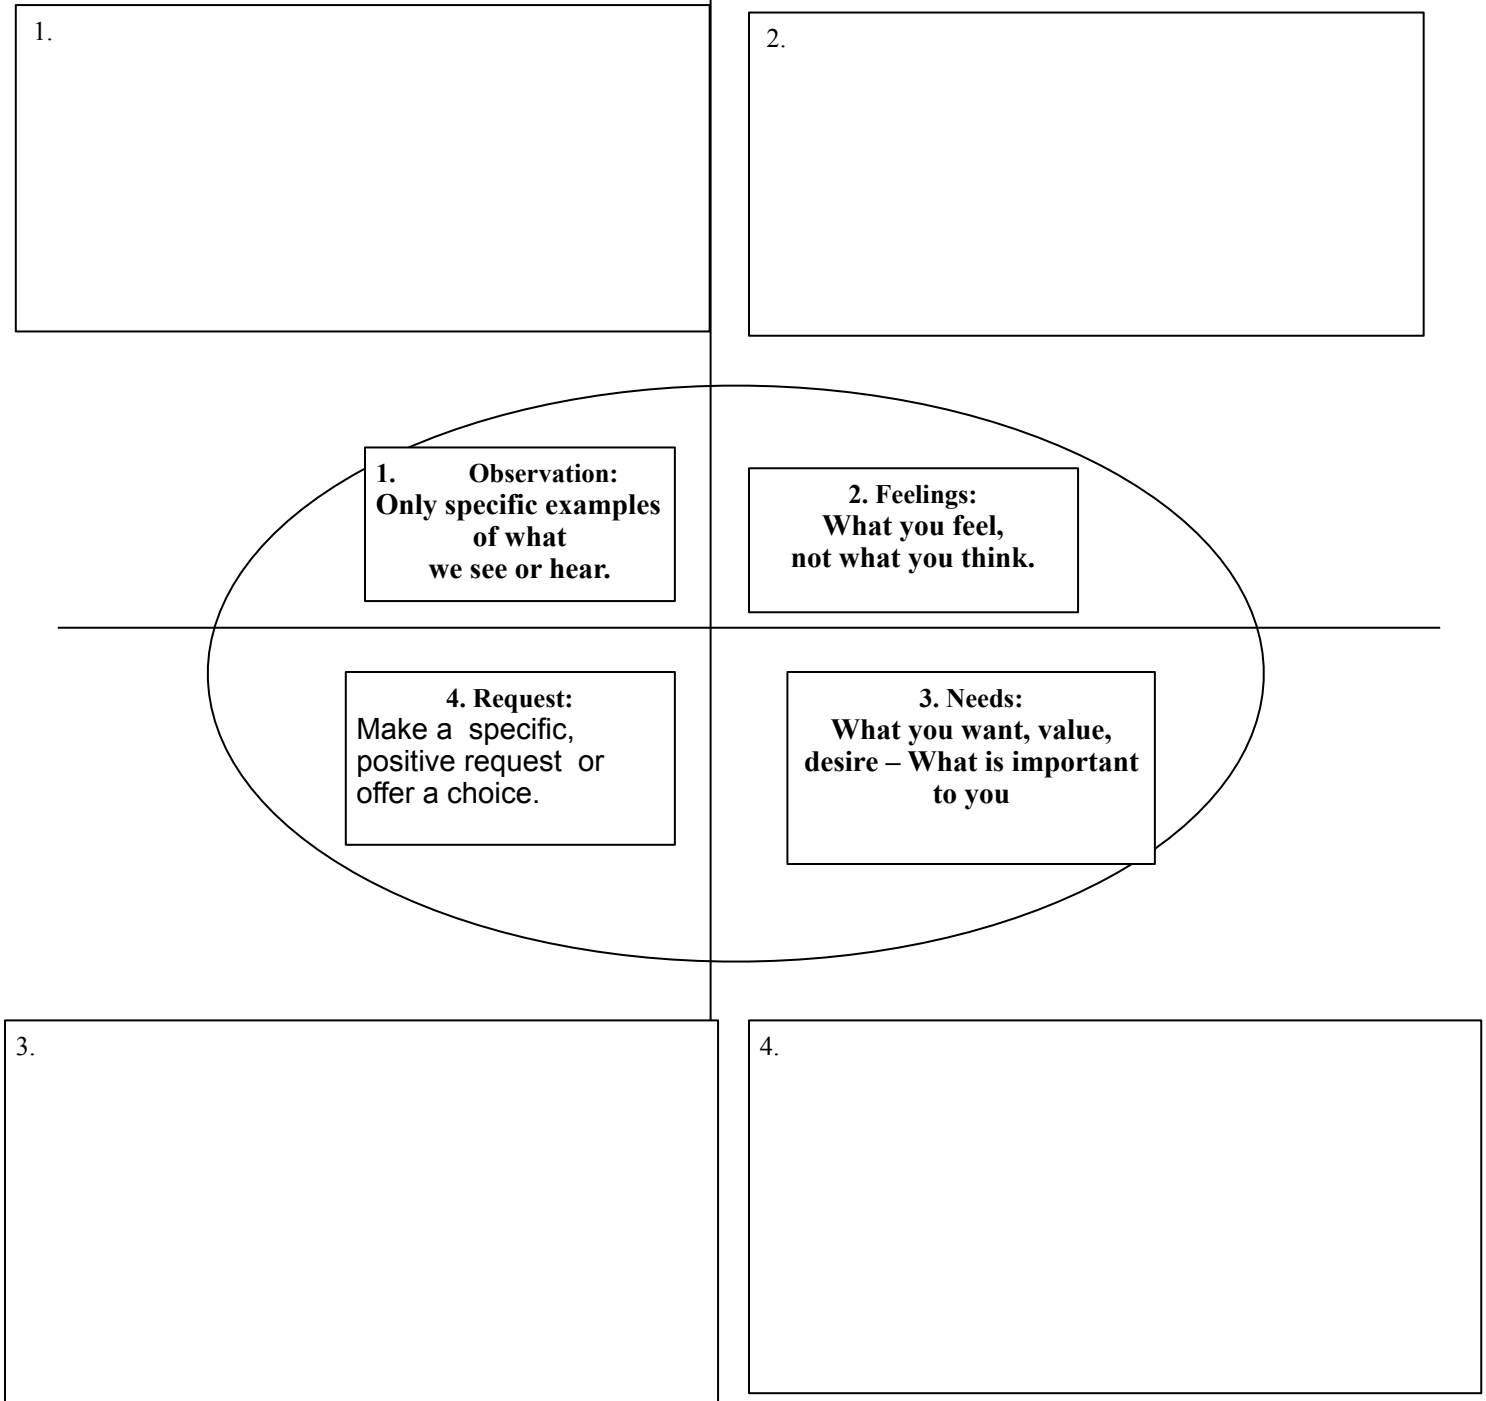 1.
2.
1. Observation:
Only specific examples
of what
we see or hear.
2. Feelings:
What you feel,
not what you think.
4. Request:
Make a  specific,
positive request  or
offer a choice.
3. Needs:
What you want, value,
desire – What is important
to you
3.
4.